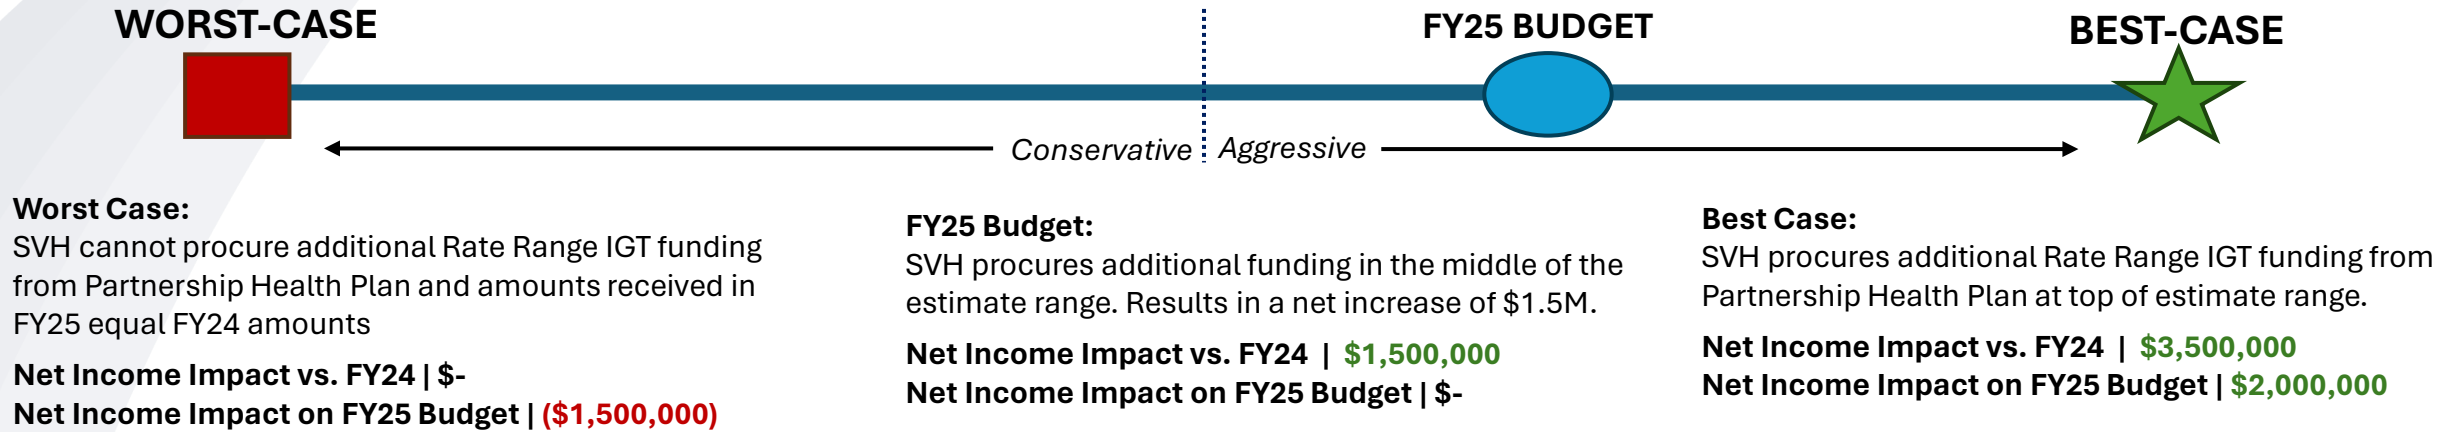 WORST-CASE
FY25 BUDGET
BEST-CASE
Conservative
Aggressive
Worst Case:
SVH cannot procure additional Rate Range IGT funding
from Partnership Health Plan and amounts received in
FY25 equal FY24 amounts
Net Income Impact vs. FY24 | $-
Net Income Impact on FY25 Budget | ($1,500,000)
FY25 Budget:
SVH procures additional funding in the middle of the
estimate range. Results in a net increase of $1.5M.
Net Income Impact vs. FY24 | $1,500,000
Net Income Impact on FY25 Budget | $-
Best Case:
SVH procures additional Rate Range IGT funding from
Partnership Health Plan at top of estimate range.
Net Income Impact vs. FY24 | $3,500,000
Net Income Impact on FY25 Budget | $2,000,000